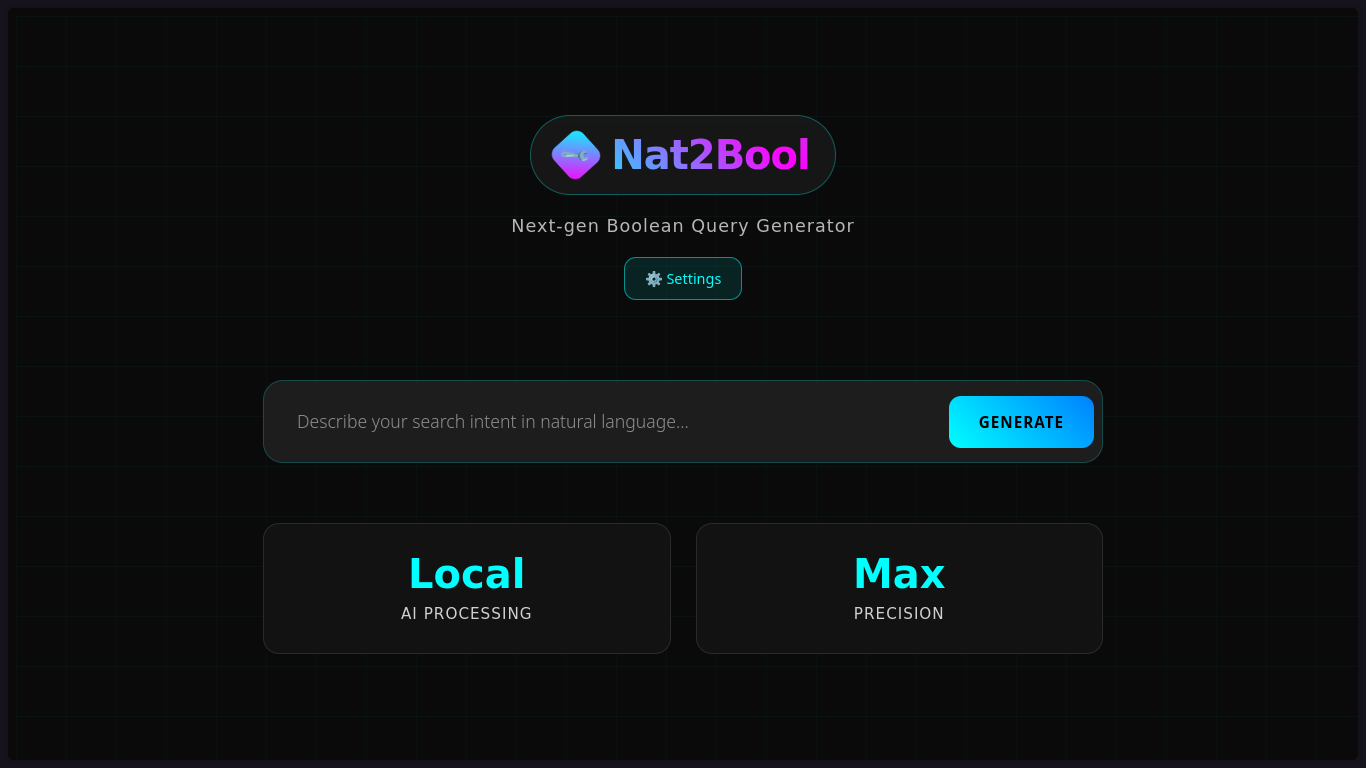 Nat2Bool
Next-gen Boolean Query Generator
⚙️ Settings
Describe your search intent in natural language...
GENERATE
Local
AI PROCESSING
Max
PRECISION